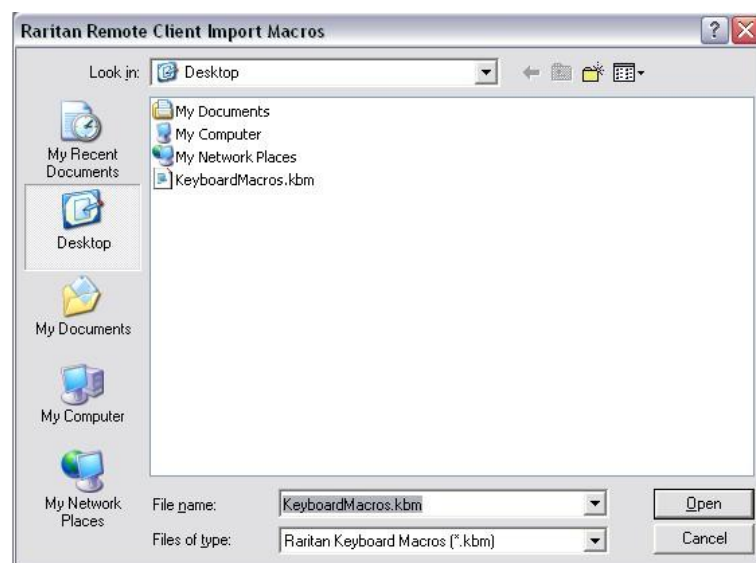 Raritan Remote Client Import Macros
Look in:
Desktop
My Recent
Documents
Desktop
My Documents
My Computer
My Network
Places
My Documents
My Computer
My Network Places
KeyboardMacros.kbm
File name:
KeyboardMacros.kbm
Open
Files of type:
Raritan Keyboard Macros (*.kbm)
Cancel